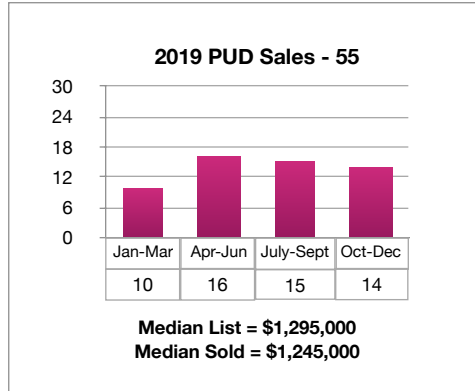 2019 PUD Sales - 55
30
24
18
12
6
0
Jan-Mar Apr-Jun July-Sept Oct-Dec
10 16 15 14
Median List = $1,295,000
Median Sold = $1,245,000